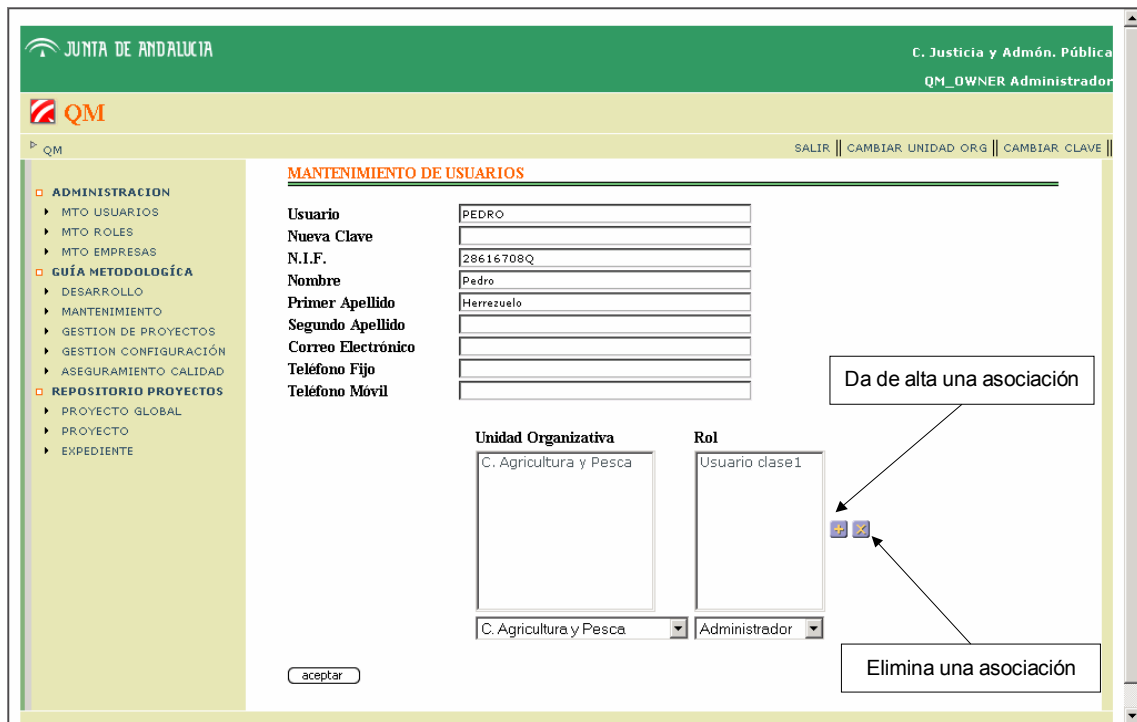 JUNTA DE ANDALUCIA
C. Justicia y Admón. Pública
QM_OWNER Administrador
QM
QM
SALIR || CAMBIAR UNIDAD ORG || CAMBIAR CLAVE ||
ADMINISTRACION
MTO USUARIOS
MTO ROLES
MTO EMPRESAS
GUÍA METODOLOGÍCA
DESARROLLO
MANTENIMIENTO
GESTION DE PROYECTOS
GESTION CONFIGURACIÓN
ASEGURAMIENTO CALIDAD
REPOSITORIO PROYECTOS
PROYECTO GLOBAL
PROYECTO
EXPEDIENTE
MANTENIMIENTO DE USUARIOS
Usuario PEDRO
Nueva Clave
N.I.F. 28616708Q
Nombre Pedro
Primer Apellido Herrezuelo
Segundo Apellido
Correo Electrónico
Teléfono Fijo
Teléfono Móvil
Da de alta una asociación
Unidad Organizativa Rol
C. Agricultura y Pesca Usuario clase1
C. Agricultura y Pesca Administrador
Elimina una asociación
aceptar